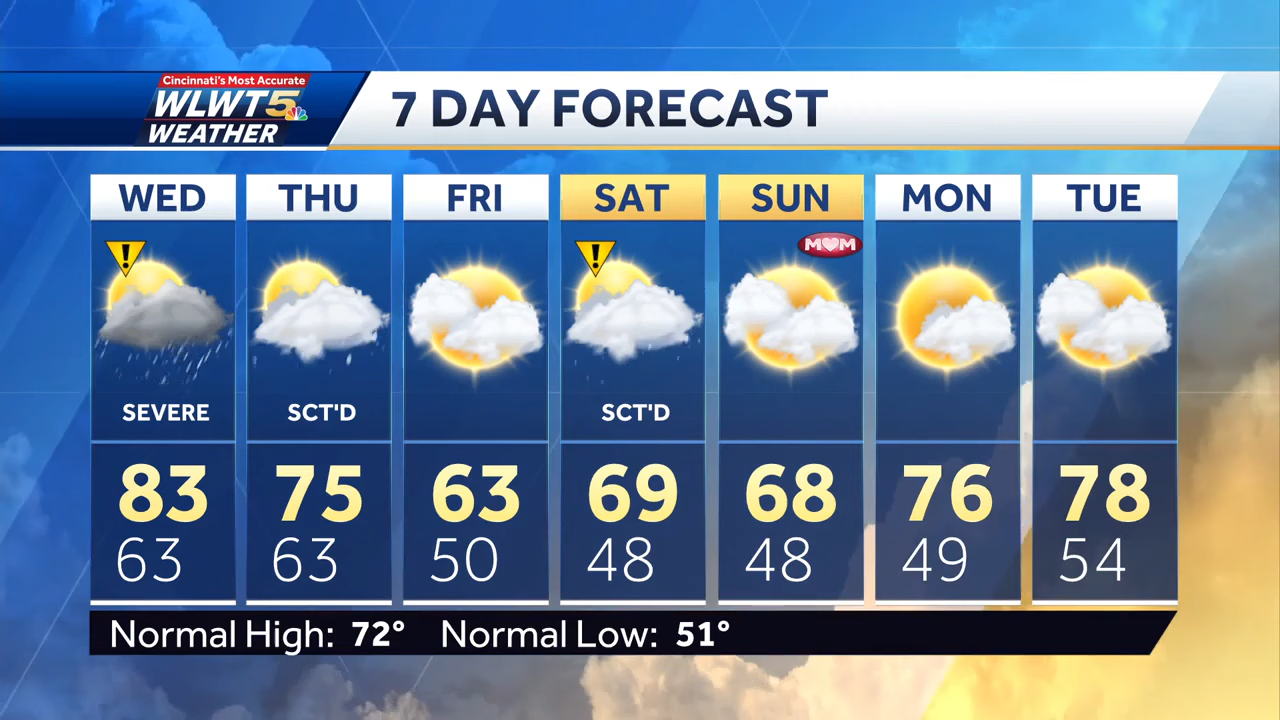 Cincinnati's Most Accurate
WLWT5
WEATHER
7 DAY FORECAST
WED THU FRI SAT SUN MON TUE
! ! M♥M
SEVERE SCT'D SCT'D
83 75 63 69 68 76 78
63 63 50 48 48 49 54
Normal High: 72° Normal Low: 51°